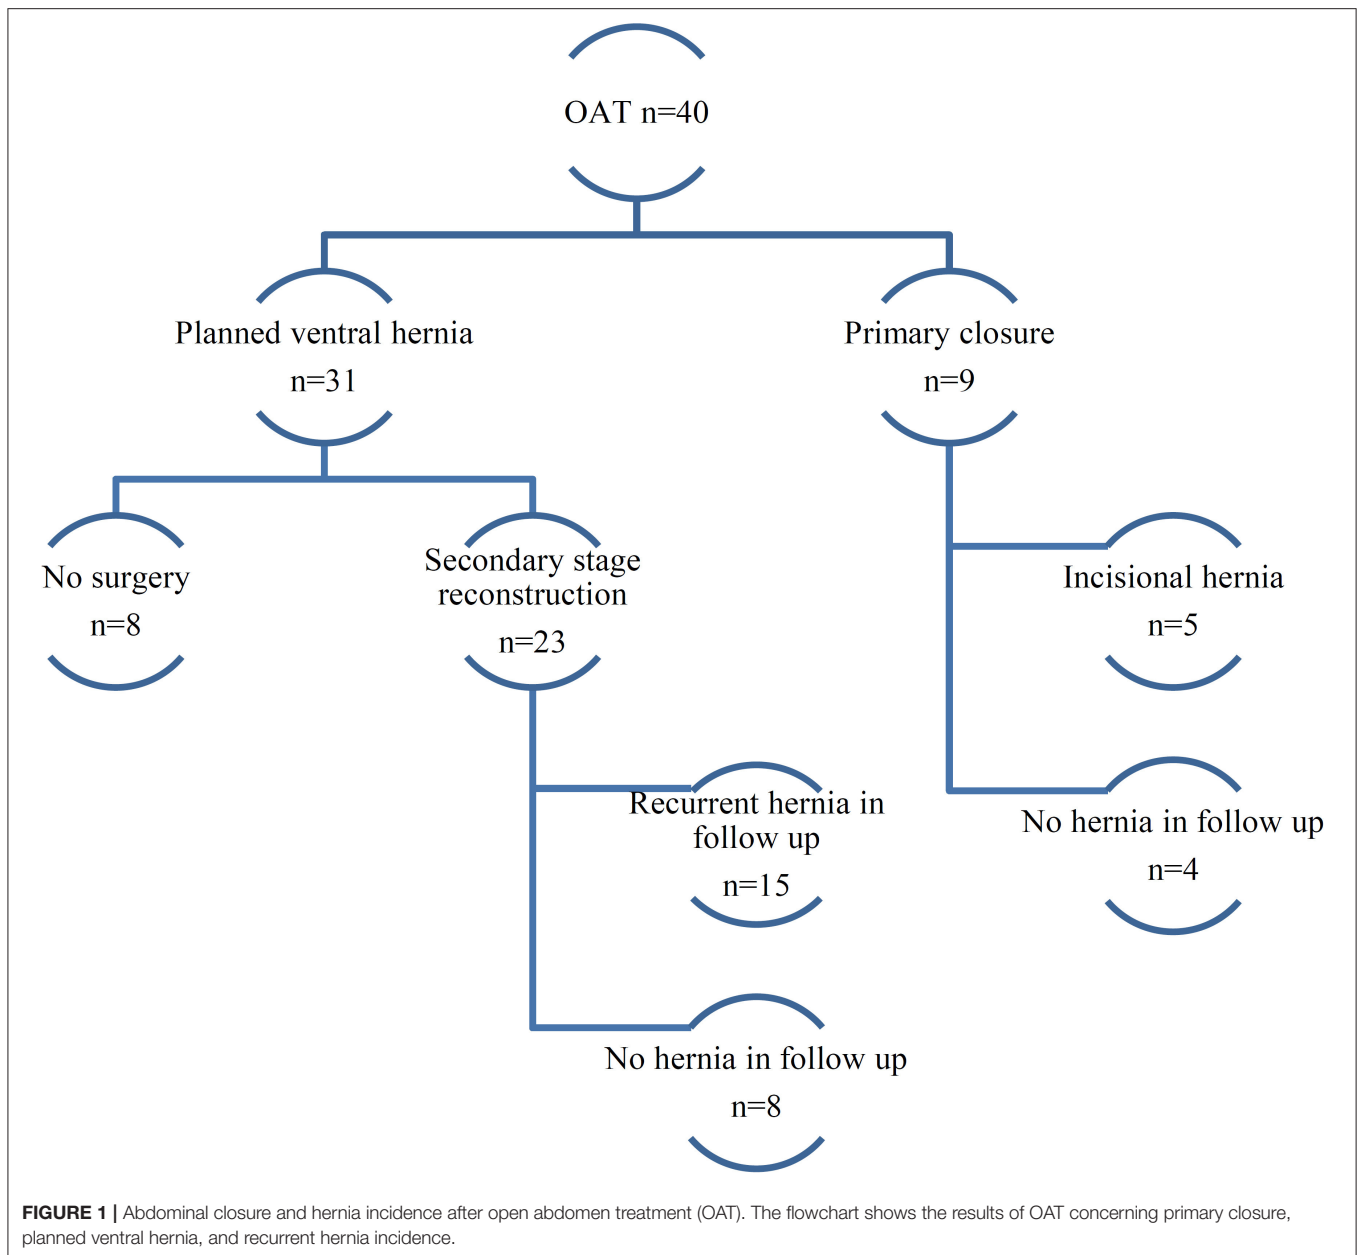 OAT n=40
Planned ventral hernia
n=31
Primary closure
n=9
No surgery
n=8
Secondary stage
reconstruction
n=23
Incisional hernia
n=5
Recurrent hernia in
follow up
n=15
No hernia in follow up
n=4
No hernia in follow up
n=8
FIGURE 1 | Abdominal closure and hernia incidence after open abdomen treatment (OAT). The flowchart shows the results of OAT concerning primary closure,
planned ventral hernia, and recurrent hernia incidence.